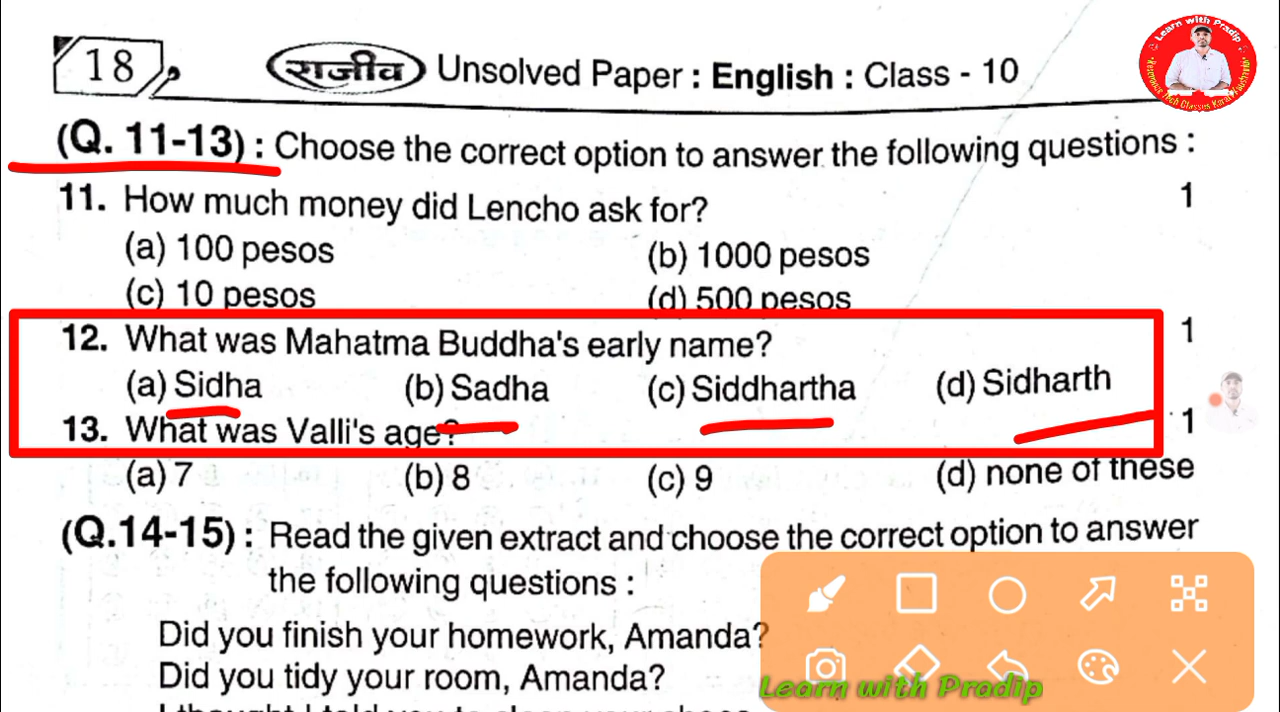 Learn with Pradip
18 राजीव Unsolved Paper : English : Class - 10
(Q. 11-13) : Choose the correct option to answer the following questions :
11. How much money did Lencho ask for? 1
(a) 100 pesos (b) 1000 pesos
(c) 10 pesos (d) 500 pesos
12. What was Mahatma Buddha's early name? 1
(a) Sidha (b) Sadha (c) Siddhartha (d) Sidharth
13. What was Valli's age? 1
(a) 7 (b) 8 (c) 9 (d) none of these
(Q.14-15) : Read the given extract and choose the correct option to answer
the following questions :
Did you finish your homework, Amanda?
Did you tidy your room, Amanda?
Learn with Pradip